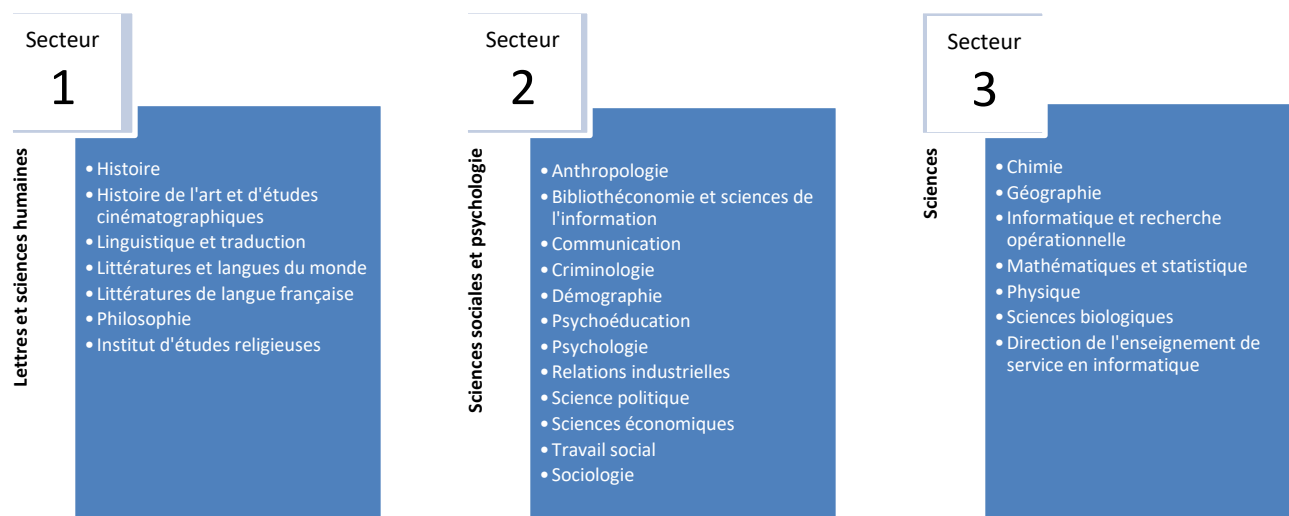 Secteur
1
Lettres et sciences humaines
• Histoire
• Histoire de l'art et d'études
cinématographiques
• Linguistique et traduction
• Littératures et langues du monde
• Littératures de langue française
• Philosophie
• Institut d'études religieuses
Secteur
2
Sciences sociales et psychologie
• Anthropologie
• Bibliothéconomie et sciences de
l'information
• Communication
• Criminologie
• Démographie
• Psychoéducation
• Psychologie
• Relations industrielles
• Science politique
• Sciences économiques
• Travail social
• Sociologie
Secteur
3
Sciences
• Chimie
• Géographie
• Informatique et recherche
opérationnelle
• Mathématiques et statistique
• Physique
• Sciences biologiques
• Direction de l'enseignement de
service en informatique